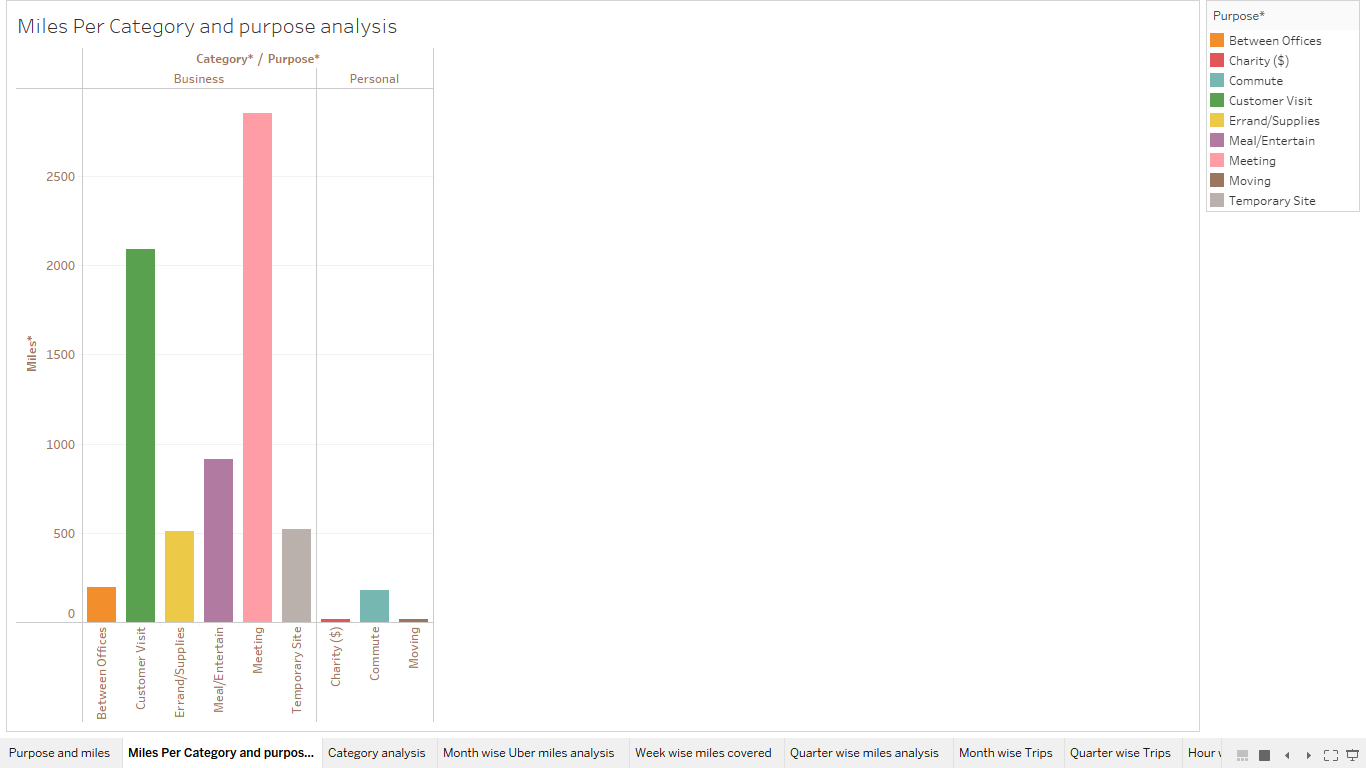 Miles Per Category and purpose analysis
Category* / Purpose*
Business
Personal
2500
2000
1500
1000
500
0
Miles*
Between Offices
Customer Visit
Errand/Supplies
Meal/Entertain
Meeting
Temporary Site
Charity ($)
Commute
Moving
Purpose*
Between Offices
Charity ($)
Commute
Customer Visit
Errand/Supplies
Meal/Entertain
Meeting
Moving
Temporary Site
Purpose and miles
Miles Per Category and purpos...
Category analysis
Month wise Uber miles analysis
Week wise miles covered
Quarter wise miles analysis
Month wise Trips
Quarter wise Trips
Hour